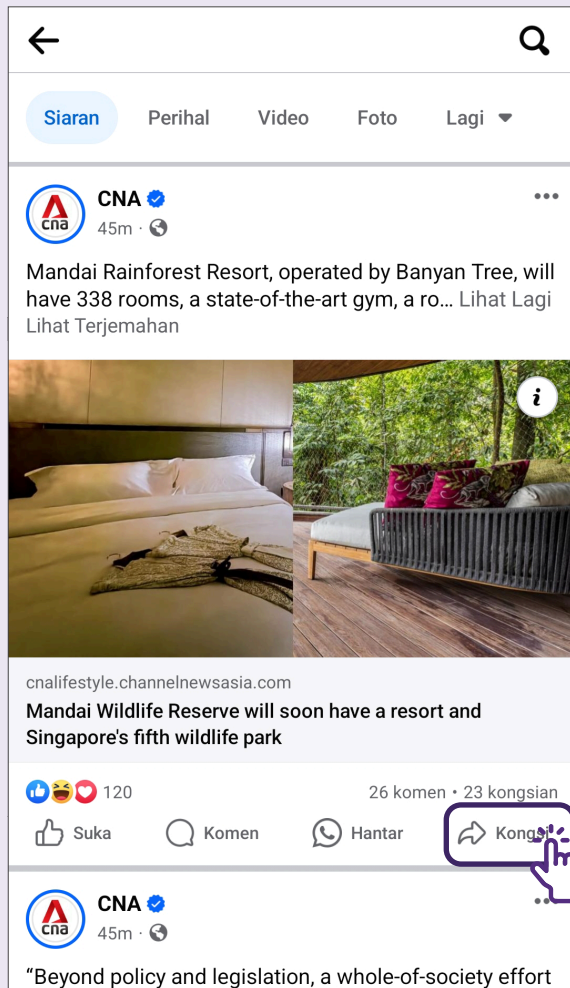 Siaran Perihal Video Foto Lagi
CNA
cna
45m ·
Mandai Rainforest Resort, operated by Banyan Tree, will
have 338 rooms, a state-of-the-art gym, a ro... Lihat Lagi
Lihat Terjemahan
i
cnalifestyle.channelnewsasia.com
Mandai Wildlife Reserve will soon have a resort and
Singapore's fifth wildlife park
120 26 komen • 23 kongsian
Suka Komen Hantar Kongsi
CNA
cna
45m ·
“Beyond policy and legislation, a whole-of-society effort